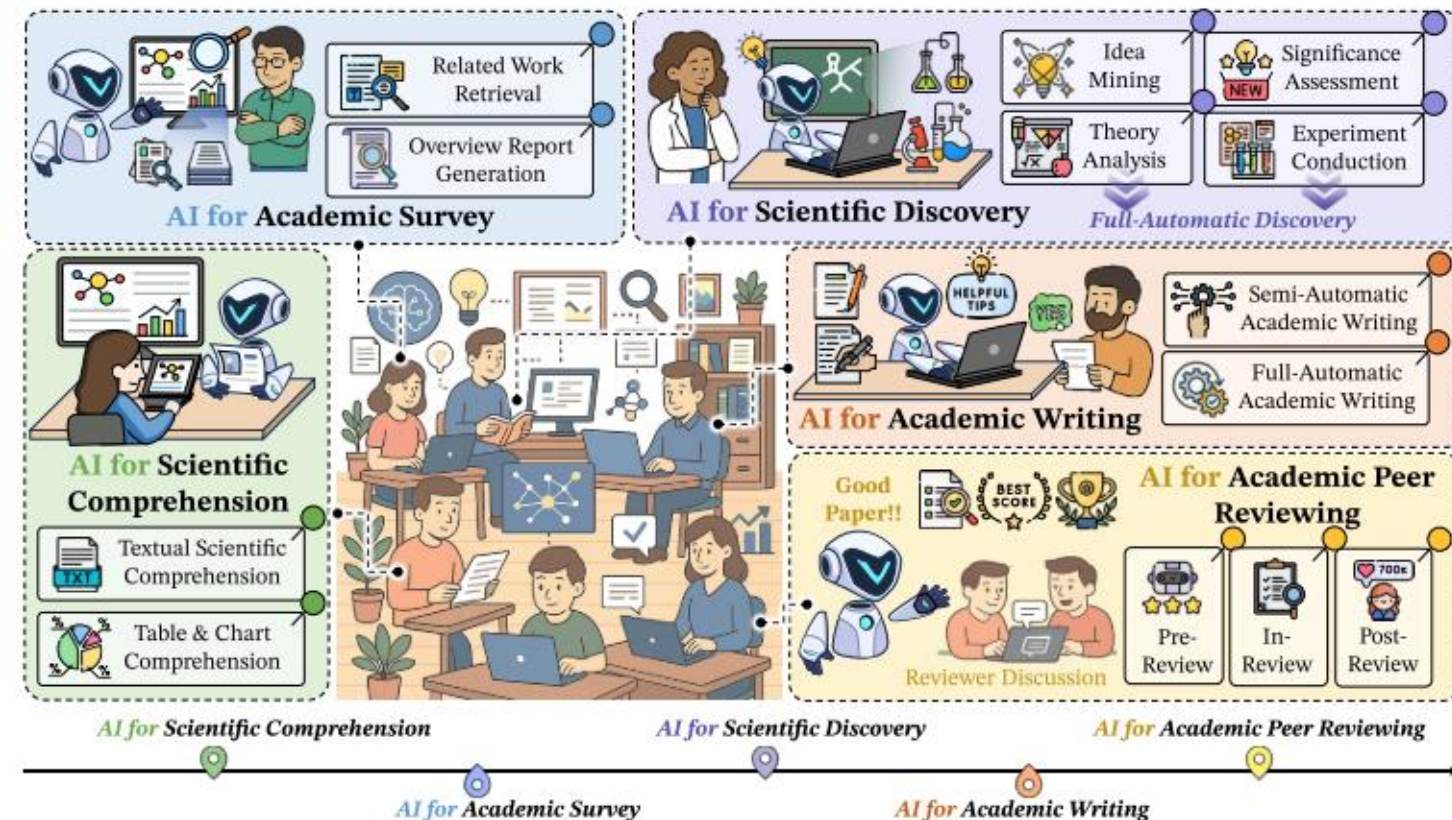 Related Work
Retrieval
Overview Report
Generation
AI for Academic Survey
Idea
Mining
Significance
Assessment
NEW
Theory
Analysis
√x
Experiment
Conduction
AI for Scientific Discovery
Full-Automatic Discovery
AI for Scientific
Comprehension
TXT
Textual Scientific
Comprehension
Table & Chart
Comprehension
HELPFUL
TIPS
YES
Semi-Automatic
Academic Writing
Full-Automatic
Academic Writing
AI for Academic Writing
Good
Paper!!
BEST
SCORE
AI for Academic Peer
Reviewing
Reviewer Discussion
Pre-
Review
In-
Review
700K
Post-
Review
AI for Scientific Comprehension
AI for Scientific Discovery
AI for Academic Peer Reviewing
AI for Academic Survey
AI for Academic Writing